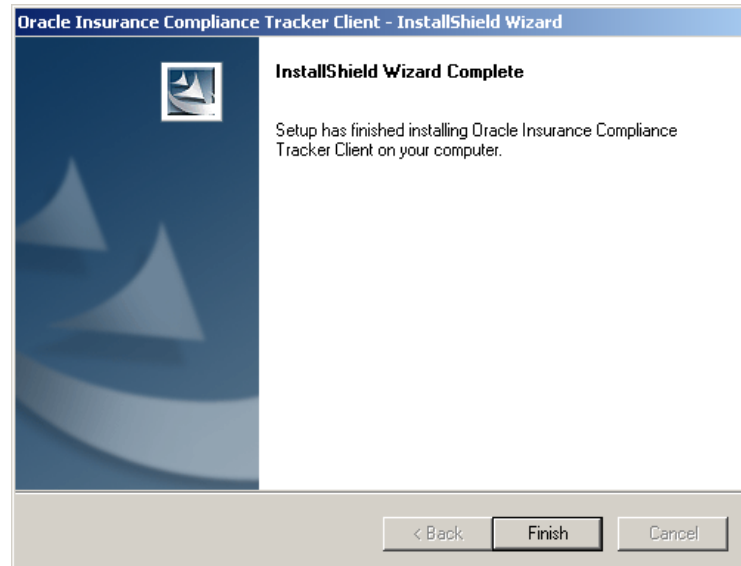 Oracle Insurance Compliance Tracker Client - InstallShield Wizard
InstallShield Wizard Complete
Setup has finished installing Oracle Insurance Compliance
Tracker Client on your computer.
< Back
Finish
Cancel